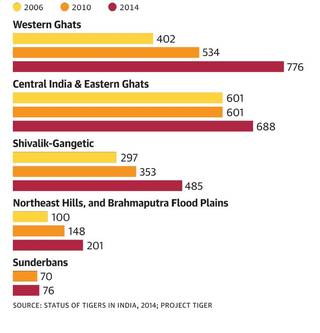 2006 2010 2014
Western Ghats
402
534
776
Central India & Eastern Ghats
601
601
688
Shivalik-Gangetic
297
353
485
Northeast Hills, and Brahmaputra Flood Plains
100
148
201
Sunderbans
70
76
SOURCE: STATUS OF TIGERS IN INDIA, 2014; PROJECT TIGER